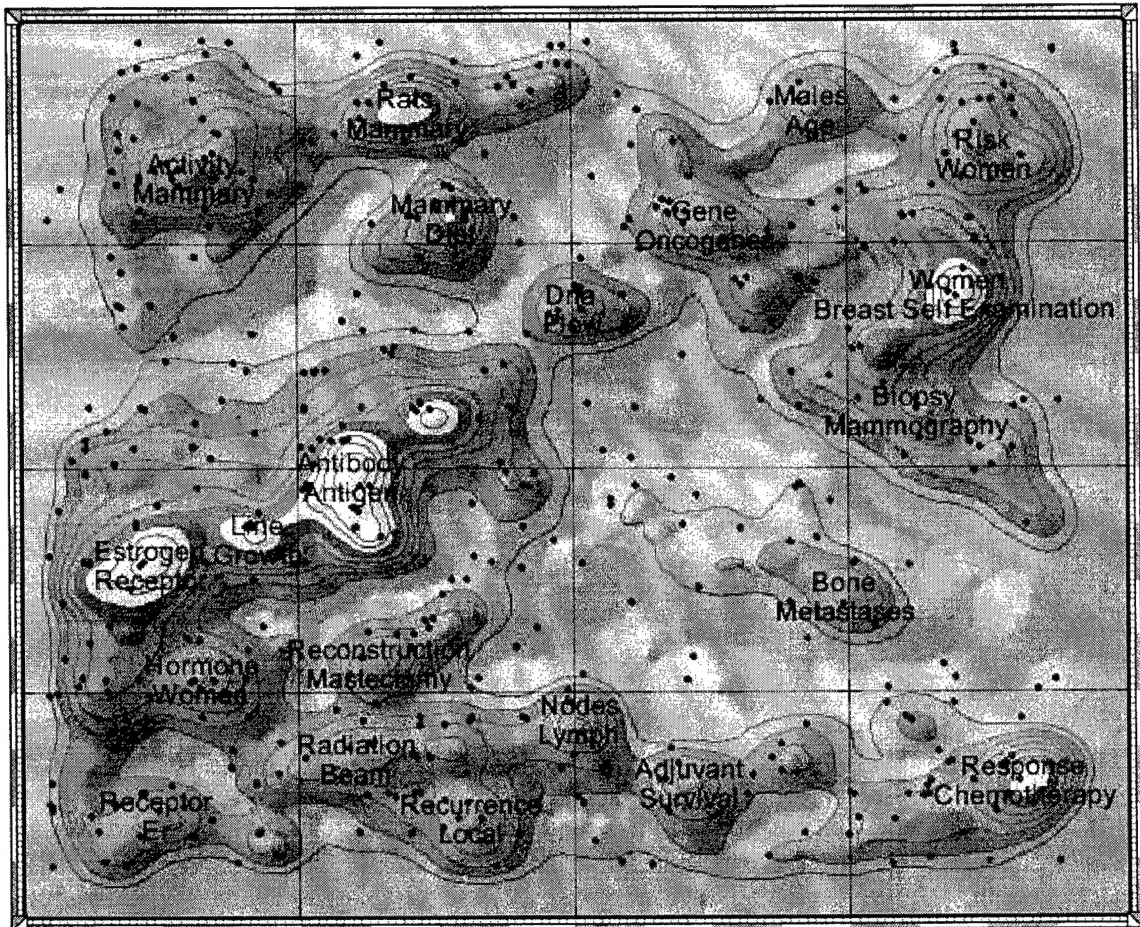 Rats
Mammary
Males
Age
Activity
Mammary
Risk
Women
Mammary
Gene
Oncogenes
Dna
Flow
Women
Breast Self Examination
Biopsy
Mammography
Antibody
Antigen
Line
Growth
Estrogen
Receptor
Bone
Metastases
Reconstruction
Mastectomy
Hormone
Women
Nodes
Lymph
Radiation
Beam
Adjuvant
Survival
Response
Chemotherapy
Receptor
Er
Recurrence
Local